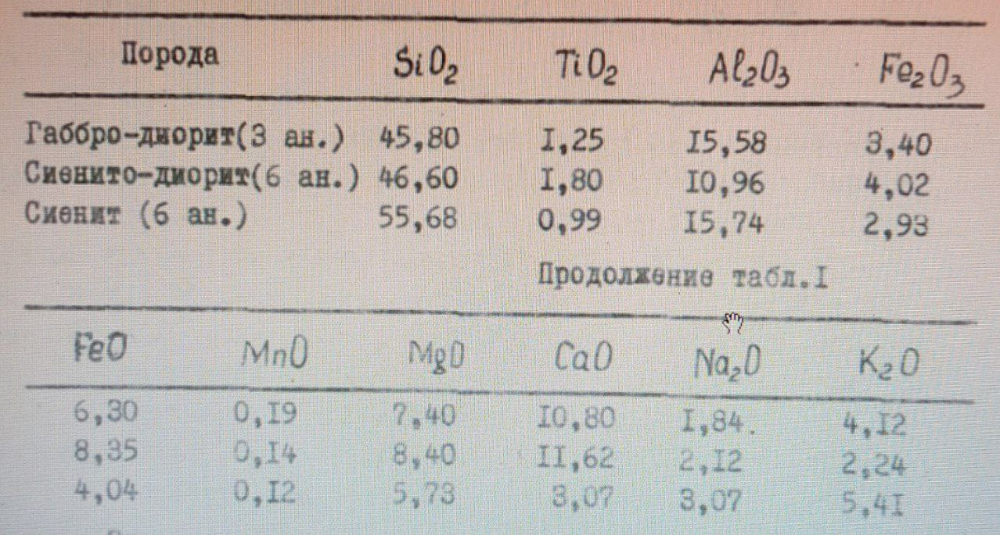 Порода SiO₂ TiO₂ Al₂O₃ Fe₂O₃
Габбро-диорит(3 ан.) 45,80 I,25 I5,58 3,40
Сиенито-диорит(6 ан.) 46,60 I,80 I0,96 4,02
Сиенит (6 ан.) 55,68 0,99 I5,74 2,93
Продолжение табл.I
FeO MnO MgO CaO Na₂O K₂O
6,30 0,I9 7,40 I0,80 I,84. 4,I2
8,35 0,I4 8,40 II,62 2,I2 2,24
4,04 0,I2 5,73 3,07 3,07 5,4I